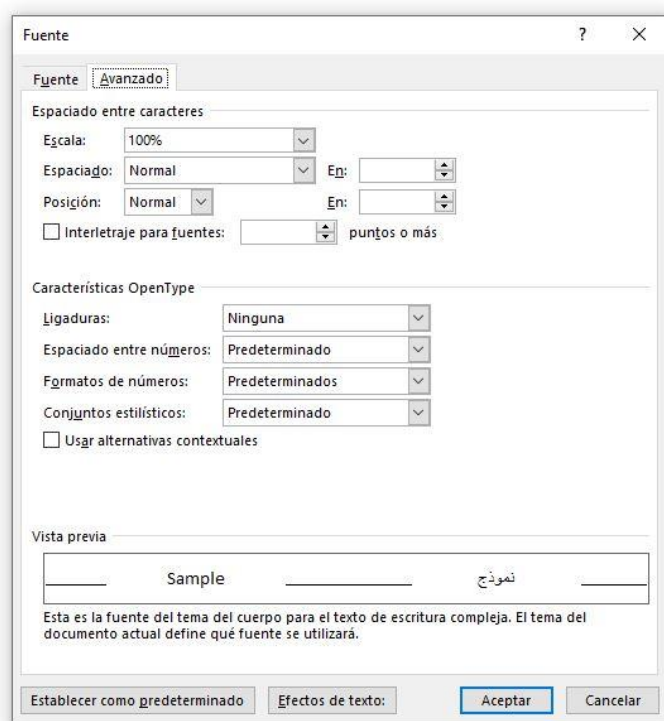 Fuente ?
Fuente Avanzado
Espaciado entre caracteres
Escala: 100%
Espaciado: Normal En:
Posición: Normal En:
Interletraje para fuentes: puntos o más
Características OpenType
Ligaduras: Ninguna
Espaciado entre números: Predeterminado
Formatos de números: Predeterminados
Conjuntos estilísticos: Predeterminado
Usar alternativas contextuales
Vista previa
Sample نموذج
Esta es la fuente del tema del cuerpo para el texto de escritura compleja. El tema del
documento actual define qué fuente se utilizará.
Establecer como predeterminado Efectos de texto: Aceptar Cancelar